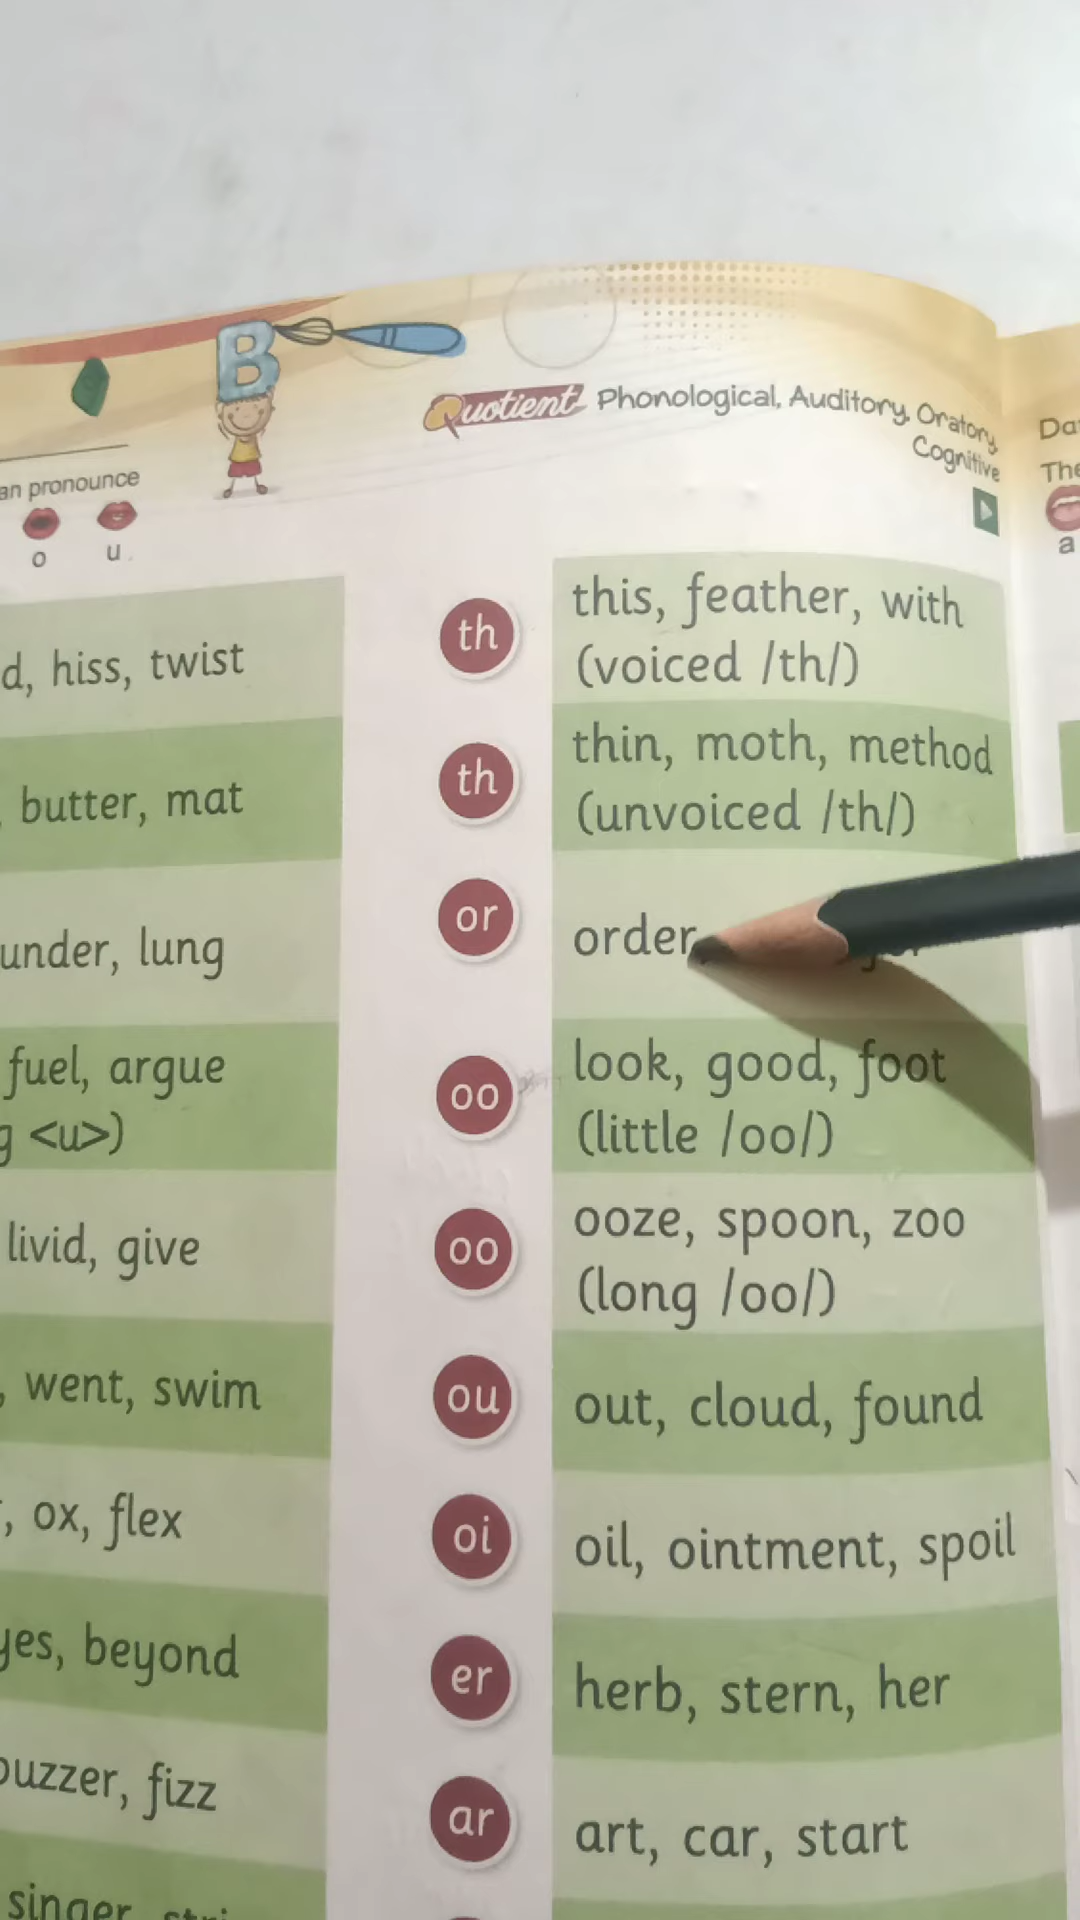 Quotient Phonological, Auditory, Oratory,
Cognitive
an pronounce
o u
hiss, twist
butter, mat
under, lung
fuel, argue
<u>)
livid, give
went, swim
ox, flex
yes, beyond
buzzer, fizz
singer,
th this, feather, with
(voiced /th/)
th thin, moth, method
(unvoiced /th/)
or order,
oo look, good, foot
(little /oo/)
oo ooze, spoon, zoo
(long /oo/)
ou out, cloud, found
oi oil, ointment, spoil
er herb, stern, her
ar art, car, start
a